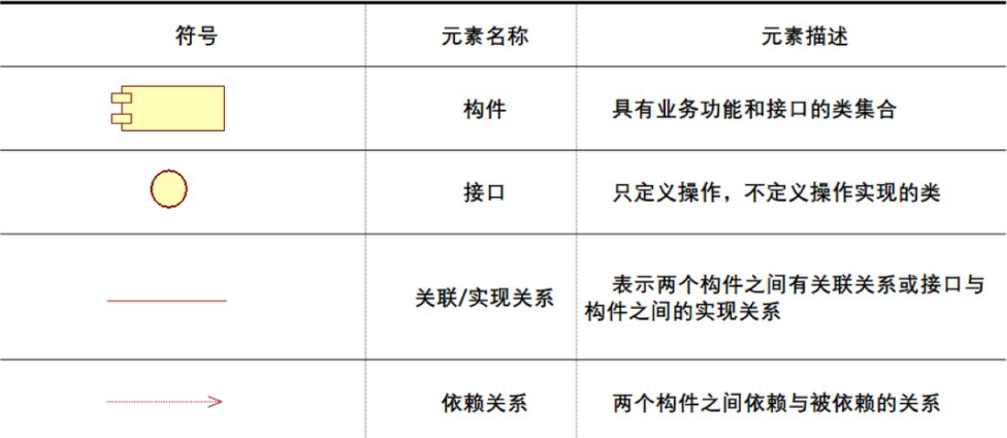 符号 元素名称 元素描述
构件 具有业务功能和接口的类集合
接口 只定义操作，不定义操作实现的类
关联/实现关系 表示两个构件之间有关联关系或接口与
构件之间的实现关系
依赖关系 两个构件之间依赖与被依赖的关系